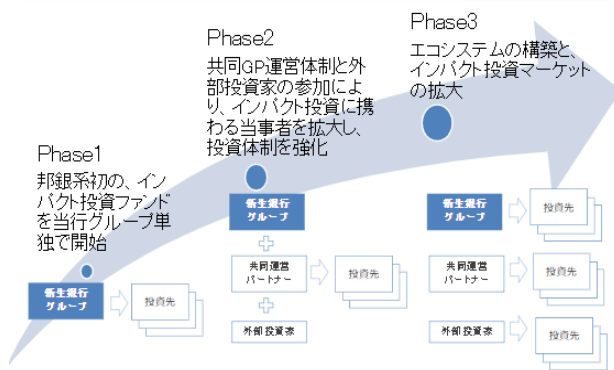 Phase1
邦銀系初の、イン
パクト投資ファンド
を当行グループ単
独で開始
新生銀行
グループ
投資先
Phase2
共同GP運営体制と外
部投資家の参加によ
り、インパクト投資に携
わる当事者を拡大し、
投資体制を強化
新生銀行
グループ
共同運営
パートナー
外部投資家
投資先
Phase3
エコシステムの構築と、
インパクト投資マーケット
の拡大
新生銀行
グループ
投資先
共同運営
パートナー
投資先
外部投資家
投資先